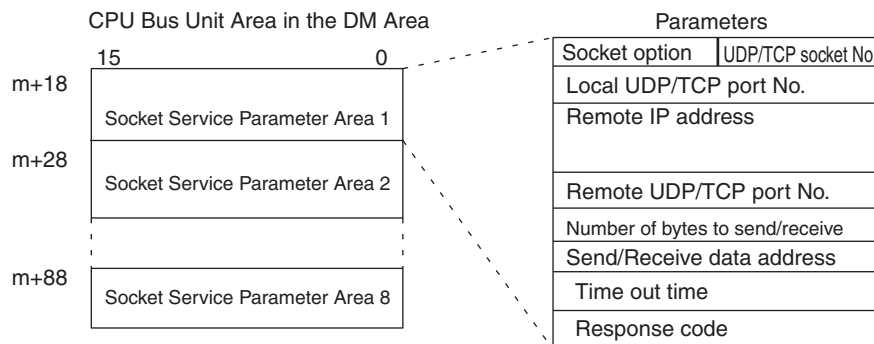 CPU Bus Unit Area in the DM Area
15 0
m+18
Socket Service Parameter Area 1
m+28
Socket Service Parameter Area 2
m+88
Socket Service Parameter Area 8
Parameters
Socket option UDP/TCP socket No
Local UDP/TCP port No.
Remote IP address
Remote UDP/TCP port No.
Number of bytes to send/receive
Send/Receive data address
Time out time
Response code